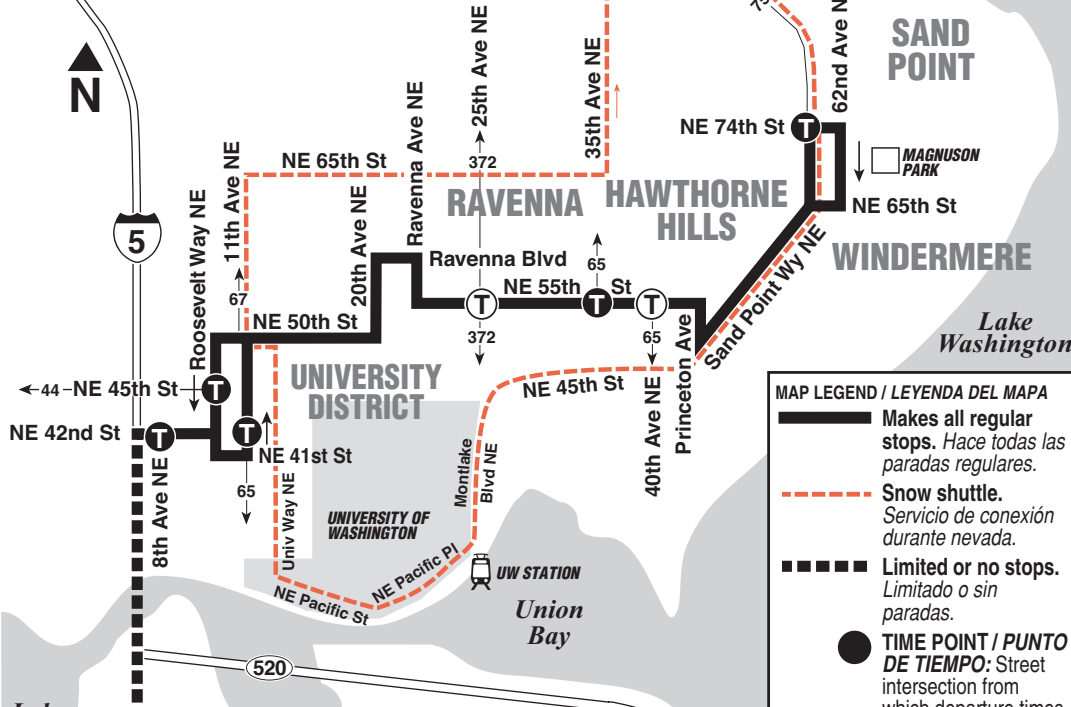 N
5
8th Ave NE
Roosevelt Way NE
11th Ave NE
67
NE 65th St
20th Ave NE
Ravenna Ave NE
25th Ave NE
372
35th Ave NE
SAND
POINT
62nd Ave N
75
NE 74th St
T
MAGNUSON
PARK
NE 65th St
RAVENNA
HAWTHORNE
HILLS
WINDERMERE
Ravenna Blvd
65
NE 55th
St
T
T
T
372
65
NE 50th St
Princeton Ave
Sand Point Wy NE
Lake
Washington
44
NE 45th St
T
UNIVERSITY
DISTRICT
NE 45th St
40th Ave NE
NE 42nd St
T
T
NE 41st St
65
Univ Way NE
Montlake
Blvd NE
UNIVERSITY OF
WASHINGTON
NE Pacific Pl
NE Pacific St
UW STATION
Union
Bay
520
MAP LEGEND / LEYENDA DEL MAPA
Makes all regular
stops. Hace todas las
paradas regulares.
Snow shuttle.
Servicio de conexión
durante nevada.
Limited or no stops.
Limitado o sin
paradas.
TIME POINT / PUNTO
DE TIEMPO: Street
intersection from
which departure times